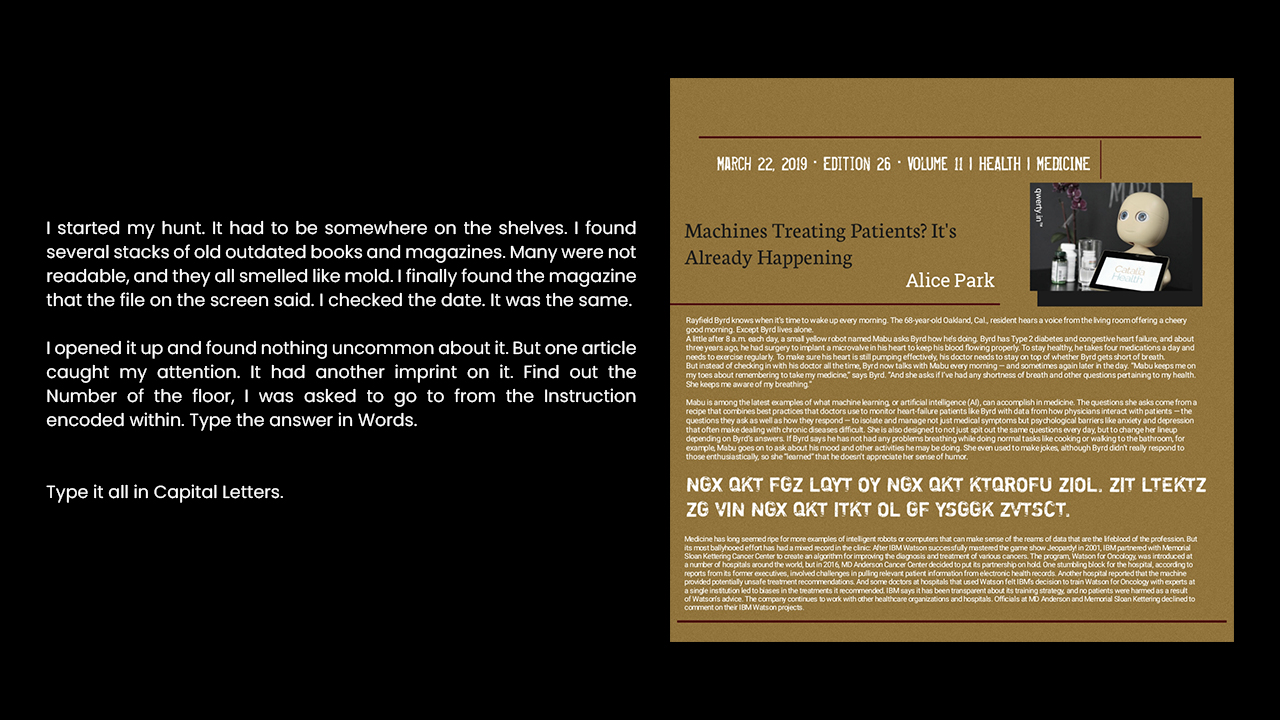 I started my hunt. It had to be somewhere on the shelves. I found
several stacks of old outdated books and magazines. Many were not
readable, and they all smelled like mold. I finally found the magazine
that the file on the screen said. I checked the date. It was the same.
I opened it up and found nothing uncommon about it. But one article
caught my attention. It had another imprint on it. Find out the
Number of the floor, I was asked to go to from the Instruction
encoded within. Type the answer in Words.
Type it all in Capital Letters.
MARCH 22, 2019 · EDITION 26 · VOLUME 11 | HEALTH | MEDICINE
qwerty in™
MABU
Catalia
Health
Machines Treating Patients? It's
Already Happening
Alice Park
Rayfield Byrd knows when it's time to wake up every morning. The 68-year-old Oakland, Cal., resident hears a voice from the living room offering a cheery
good morning. Except Byrd lives alone.
A little after 8 a.m. each day, a small yellow robot named Mabu asks Byrd how he's doing. Byrd has Type 2 diabetes and congestive heart failure, and about
three years ago, he had surgery to implant a microvalve in his heart to keep his blood flowing properly. To stay healthy, he takes four medications a day and
needs to exercise regularly. To make sure his heart is still pumping effectively, his doctor needs to stay on top of whether Byrd gets short of breath.
But instead of checking in with his doctor all the time, Byrd now talks with Mabu every morning — and sometimes again later in the day. "Mabu keeps me on
my toes about remembering to take my medicine," says Byrd. "And she asks if I've had any shortness of breath and other questions pertaining to my health.
She keeps me aware of my breathing."
Mabu is among the latest examples of what machine learning, or artificial intelligence (AI), can accomplish in medicine. The questions she asks come from a
recipe that combines best practices that doctors use to monitor heart-failure patients like Byrd with data from how physicians interact with patients — the
questions they ask as well as how they respond — to isolate and manage not just medical symptoms but psychological barriers like anxiety and depression
that often make dealing with chronic diseases difficult. She is also designed to not just spit out the same questions every day, but to change her lineup
depending on Byrd's answers. If Byrd says he has not had any problems breathing while doing normal tasks like cooking or walking to the bathroom, for
example, Mabu goes on to ask about his mood and other activities he may be doing. She even used to make jokes, although Byrd didn't really respond to
those enthusiastically, so she "learned" that he doesn't appreciate her sense of humor.
NGX QKT FGZ LQYT OY NGX QKT KTQROFU ZIOL. ZIT LTEKTZ
ZG VIN NGX QKT ITKT OL GF YSGGK ZVTSCT.
Medicine has long seemed ripe for more examples of intelligent robots or computers that can make sense of the reams of data that are the lifeblood of the profession. But
its most ballyhooed effort has had a mixed record in the clinic: After IBM Watson successfully mastered the game show Jeopardy! in 2001, IBM partnered with Memorial
Sloan Kettering Cancer Center to create an algorithm for improving the diagnosis and treatment of various cancers. The program, Watson for Oncology, was introduced at
a number of hospitals around the world, but in 2016, MD Anderson Cancer Center decided to put its partnership on hold. One stumbling block for the hospital, according to
reports from its former executives, involved challenges in pulling relevant patient information from electronic health records. Another hospital reported that the machine
provided potentially unsafe treatment recommendations. And some doctors at hospitals that used Watson felt IBM's decision to train Watson for Oncology with experts at
a single institution led to biases in the treatments it recommended. IBM says it has been transparent about its training strategy, and no patients were harmed as a result
of Watson's advice. The company continues to work with other healthcare organizations and hospitals. Officials at MD Anderson and Memorial Sloan Kettering declined to
comment on their IBM Watson projects.